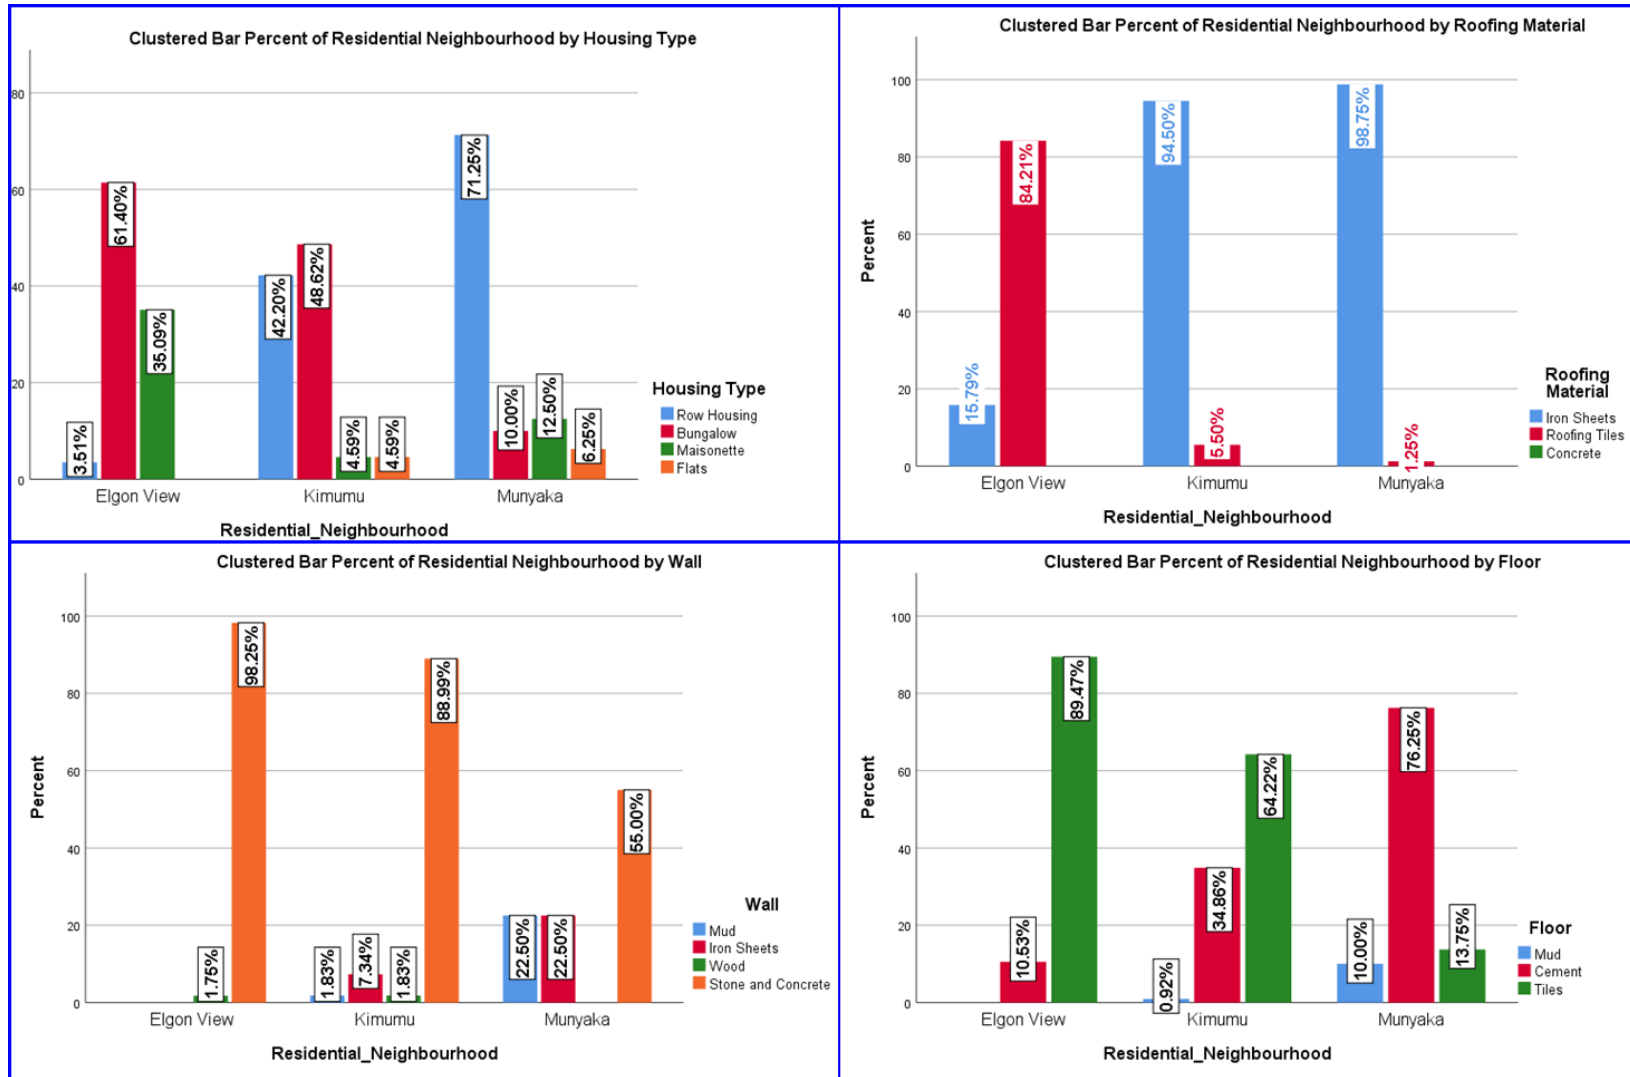 Clustered Bar Percent of Residential Neighbourhood by Housing Type
80
60
40
20
0
3.51%
61.40%
35.09%
42.20%
48.62%
4.59%
4.59%
71.25%
10.00%
12.50%
6.25%
Elgon View
Kimumu
Munyaka
Residential_Neighbourhood
Housing Type
Row Housing
Bungalow
Maisonette
Flats
Clustered Bar Percent of Residential Neighbourhood by Roofing Material
Percent
100
80
60
40
20
0
15.79%
84.21%
94.50%
5.50%
98.75%
1.25%
Elgon View
Kimumu
Munyaka
Residential_Neighbourhood
Roofing
Material
Iron Sheets
Roofing Tiles
Concrete
Clustered Bar Percent of Residential Neighbourhood by Wall
Percent
100
80
60
40
20
0
1.75%
98.25%
1.83%
7.34%
1.83%
88.99%
22.50%
22.50%
55.00%
Elgon View
Kimumu
Munyaka
Residential_Neighbourhood
Wall
Mud
Iron Sheets
Wood
Stone and Concrete
Clustered Bar Percent of Residential Neighbourhood by Floor
Percent
100
80
60
40
20
0
10.53%
89.47%
0.92%
34.86%
64.22%
10.00%
76.25%
13.75%
Elgon View
Kimumu
Munyaka
Residential_Neighbourhood
Floor
Mud
Cement
Tiles